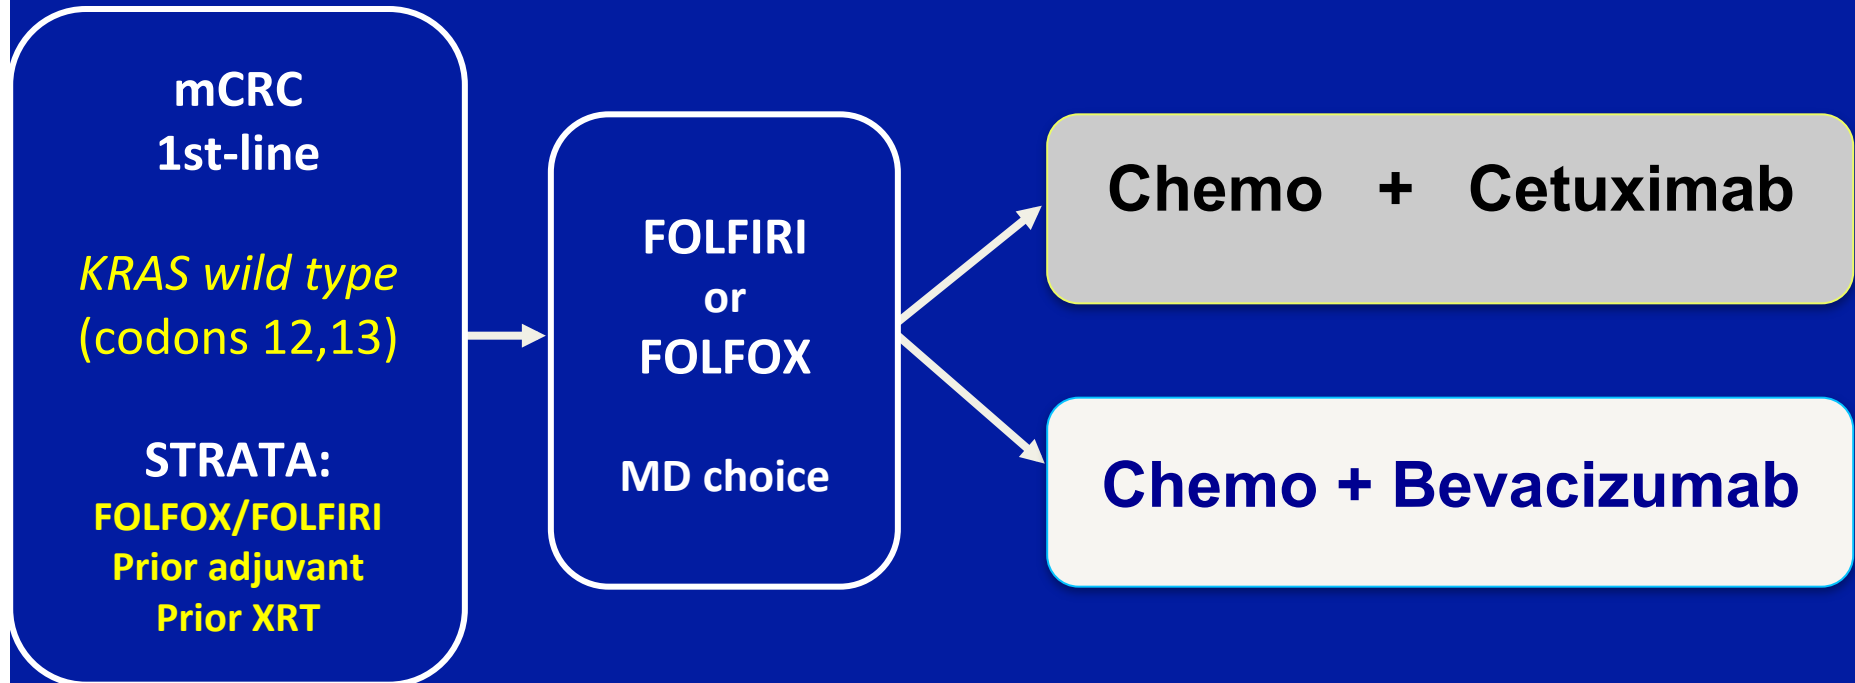 mCRC
1st-line
KRAS wild type
(codons 12,13)
STRATA:
FOLFOX/FOLFIRI
Prior adjuvant
Prior XRT
FOLFIRI
or
FOLFOX
MD choice
Chemo + Cetuximab
Chemo + Bevacizumab